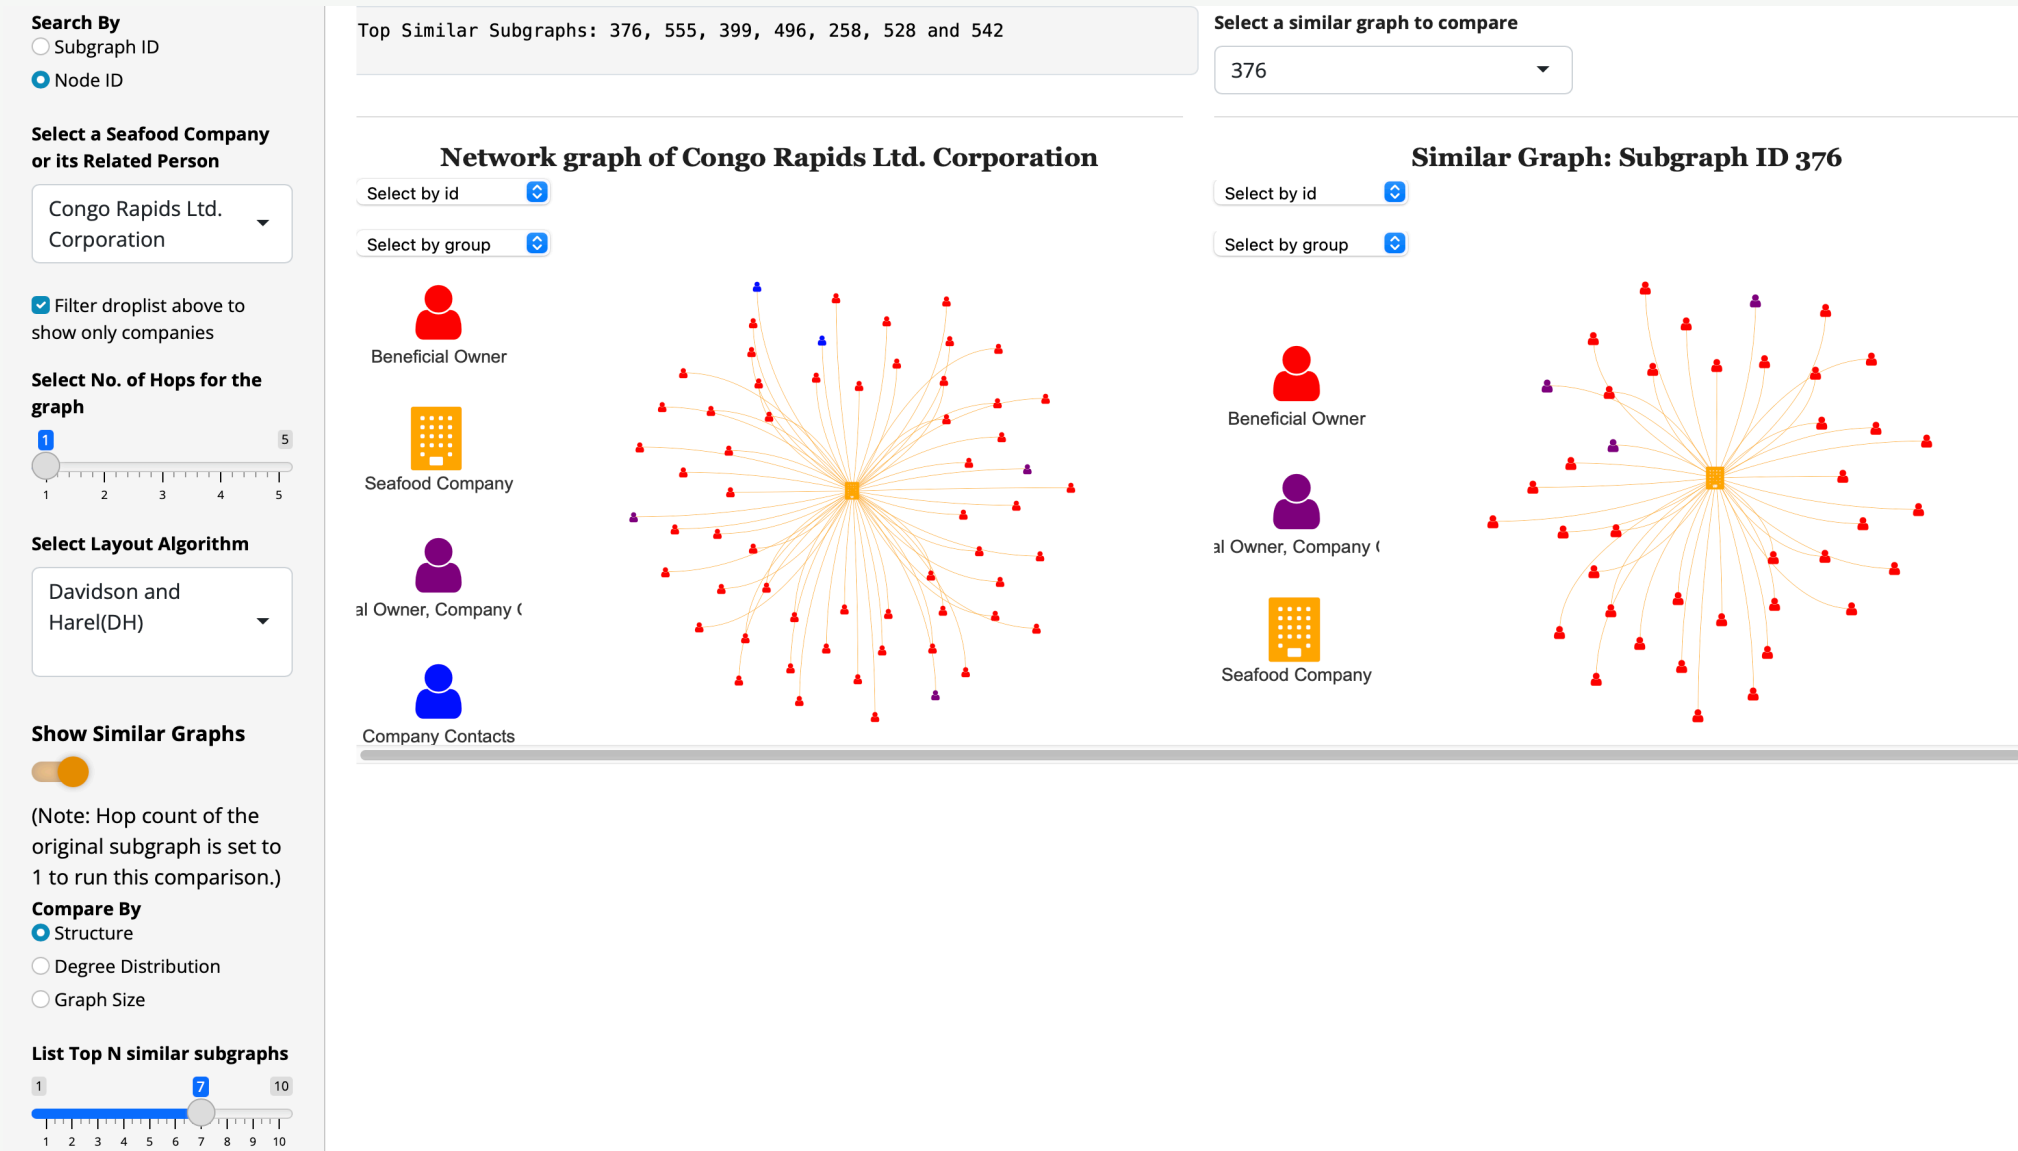 Search By
Subgraph ID
Node ID
Select a Seafood Company
or its Related Person
Congo Rapids Ltd.
Corporation
Filter droplist above to
show only companies
Select No. of Hops for the
graph
1 5
1 2 3 4 5
Select Layout Algorithm
Davidson and
Harel(DH)
Show Similar Graphs
(Note: Hop count of the
original subgraph is set to
1 to run this comparison.)
Compare By
Structure
Degree Distribution
Graph Size
List Top N similar subgraphs
1 7 10
1 2 3 4 5 6 7 8 9 10
Top Similar Subgraphs: 376, 555, 399, 496, 258, 528 and 542
Network graph of Congo Rapids Ltd. Corporation
Select by id
Select by group
Beneficial Owner
Seafood Company
al Owner, Company C
Company Contacts
Select a similar graph to compare
376
Similar Graph: Subgraph ID 376
Select by id
Select by group
Beneficial Owner
al Owner, Company C
Seafood Company